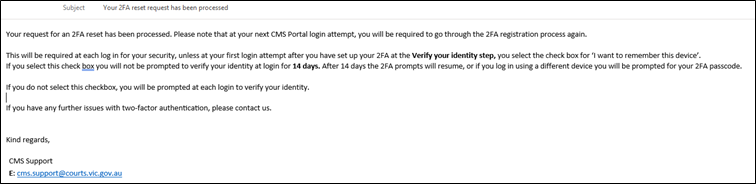 Subject Your 2FA reset request has been processed
Your request for an 2FA reset has been processed. Please note that at your next CMS Portal login attempt, you will be required to go through the 2FA registration process again.
This will be required at each log in for your security, unless at your first login attempt after you have set up your 2FA at the Verify your identity step, you select the check box for 'I want to remember this device'.
If you select this check box you will not be prompted to verify your identity at login for 14 days. After 14 days the 2FA prompts will resume, or if you log in using a different device you will be prompted for your 2FA passcode.
If you do not select this checkbox, you will be prompted at each login to verify your identity.
If you have any further issues with two-factor authentication, please contact us.
Kind regards,
CMS Support
E: cms.support@courts.vic.gov.au